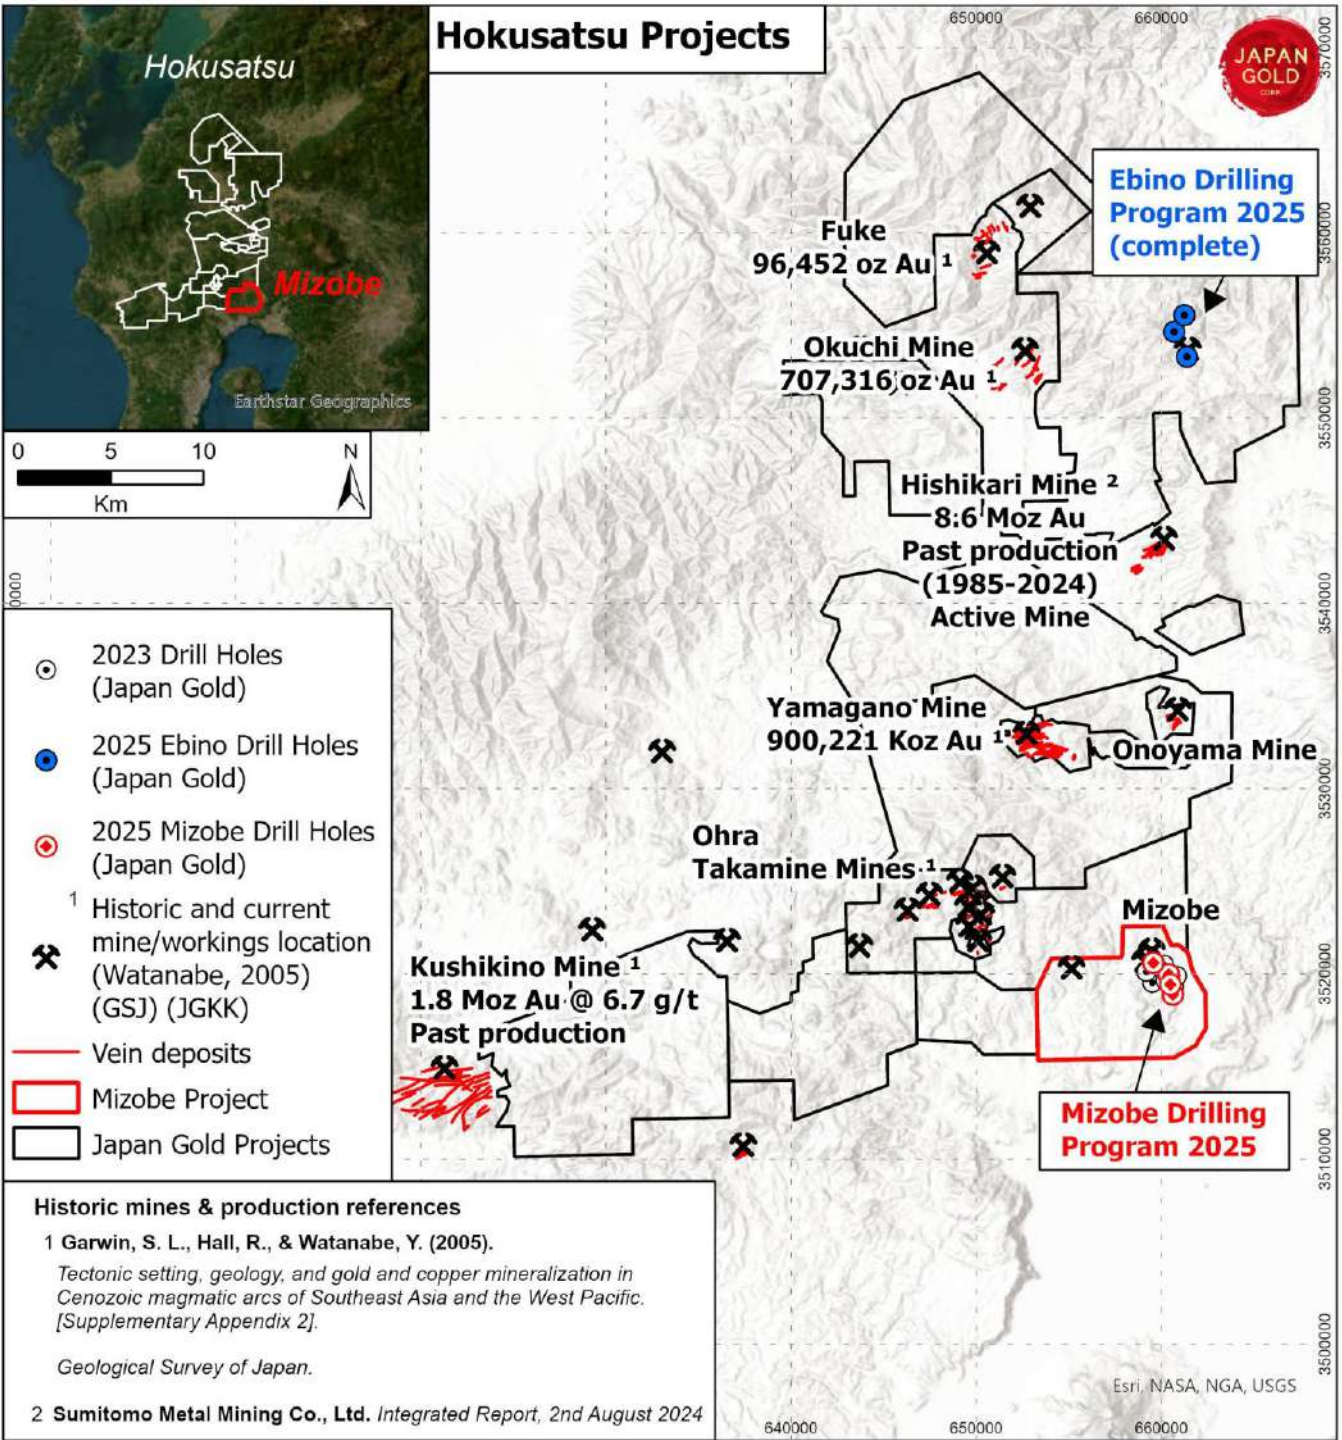 Hokusatsu Projects
650000
660000
3570000
JAPAN
GOLD
CORP.
Hokusatsu
Mizobe
Earthstar Geographics
0 5 10
Km
N
Ebino Drilling
Program 2025
(complete)
3560000
Fuke
96,452 oz Au ¹
Okuchi Mine
707,316 oz Au ¹
3550000
Hishikari Mine ²
8.6 Moz Au
Past production
(1985-2024)
Active Mine
3540000
0000
Yamagano Mine
900,221 Koz Au ¹
Onoyama Mine
3530000
Ohra
Takamine Mines ¹
Mizobe
3520000
Kushikino Mine ¹
1.8 Moz Au @ 6.7 g/t
Past production
Mizobe Drilling
Program 2025
3510000
3500000
2023 Drill Holes
(Japan Gold)
2025 Ebino Drill Holes
(Japan Gold)
2025 Mizobe Drill Holes
(Japan Gold)
¹ Historic and current
mine/workings location
(Watanabe, 2005)
(GSJ) (JGKK)
Vein deposits
Mizobe Project
Japan Gold Projects
Historic mines & production references
1 Garwin, S. L., Hall, R., & Watanabe, Y. (2005).
Tectonic setting, geology, and gold and copper mineralization in
Cenozoic magmatic arcs of Southeast Asia and the West Pacific.
[Supplementary Appendix 2].
Geological Survey of Japan.
2 Sumitomo Metal Mining Co., Ltd. Integrated Report, 2nd August 2024
Esri, NASA, NGA, USGS
640000
650000
660000